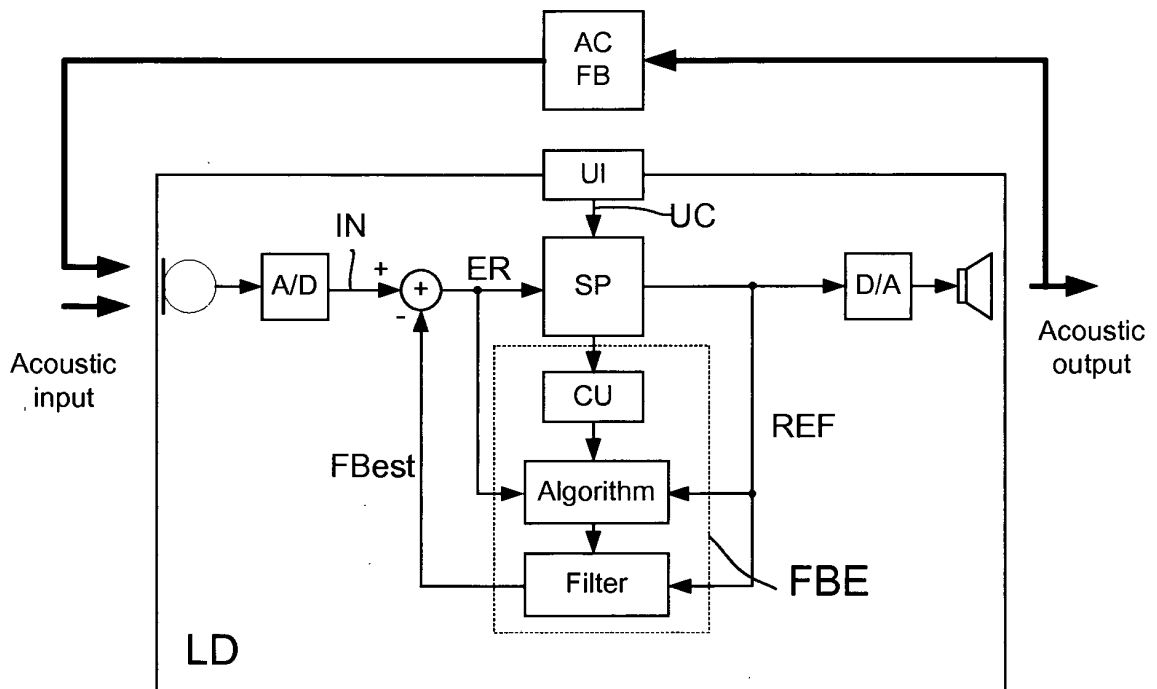 AC
FB
UI
UC
IN
+
ER
A/D
+
SP
D/A
-
Acoustic
input
Acoustic
output
CU
REF
FBest
Algorithm
Filter
FBE
LD